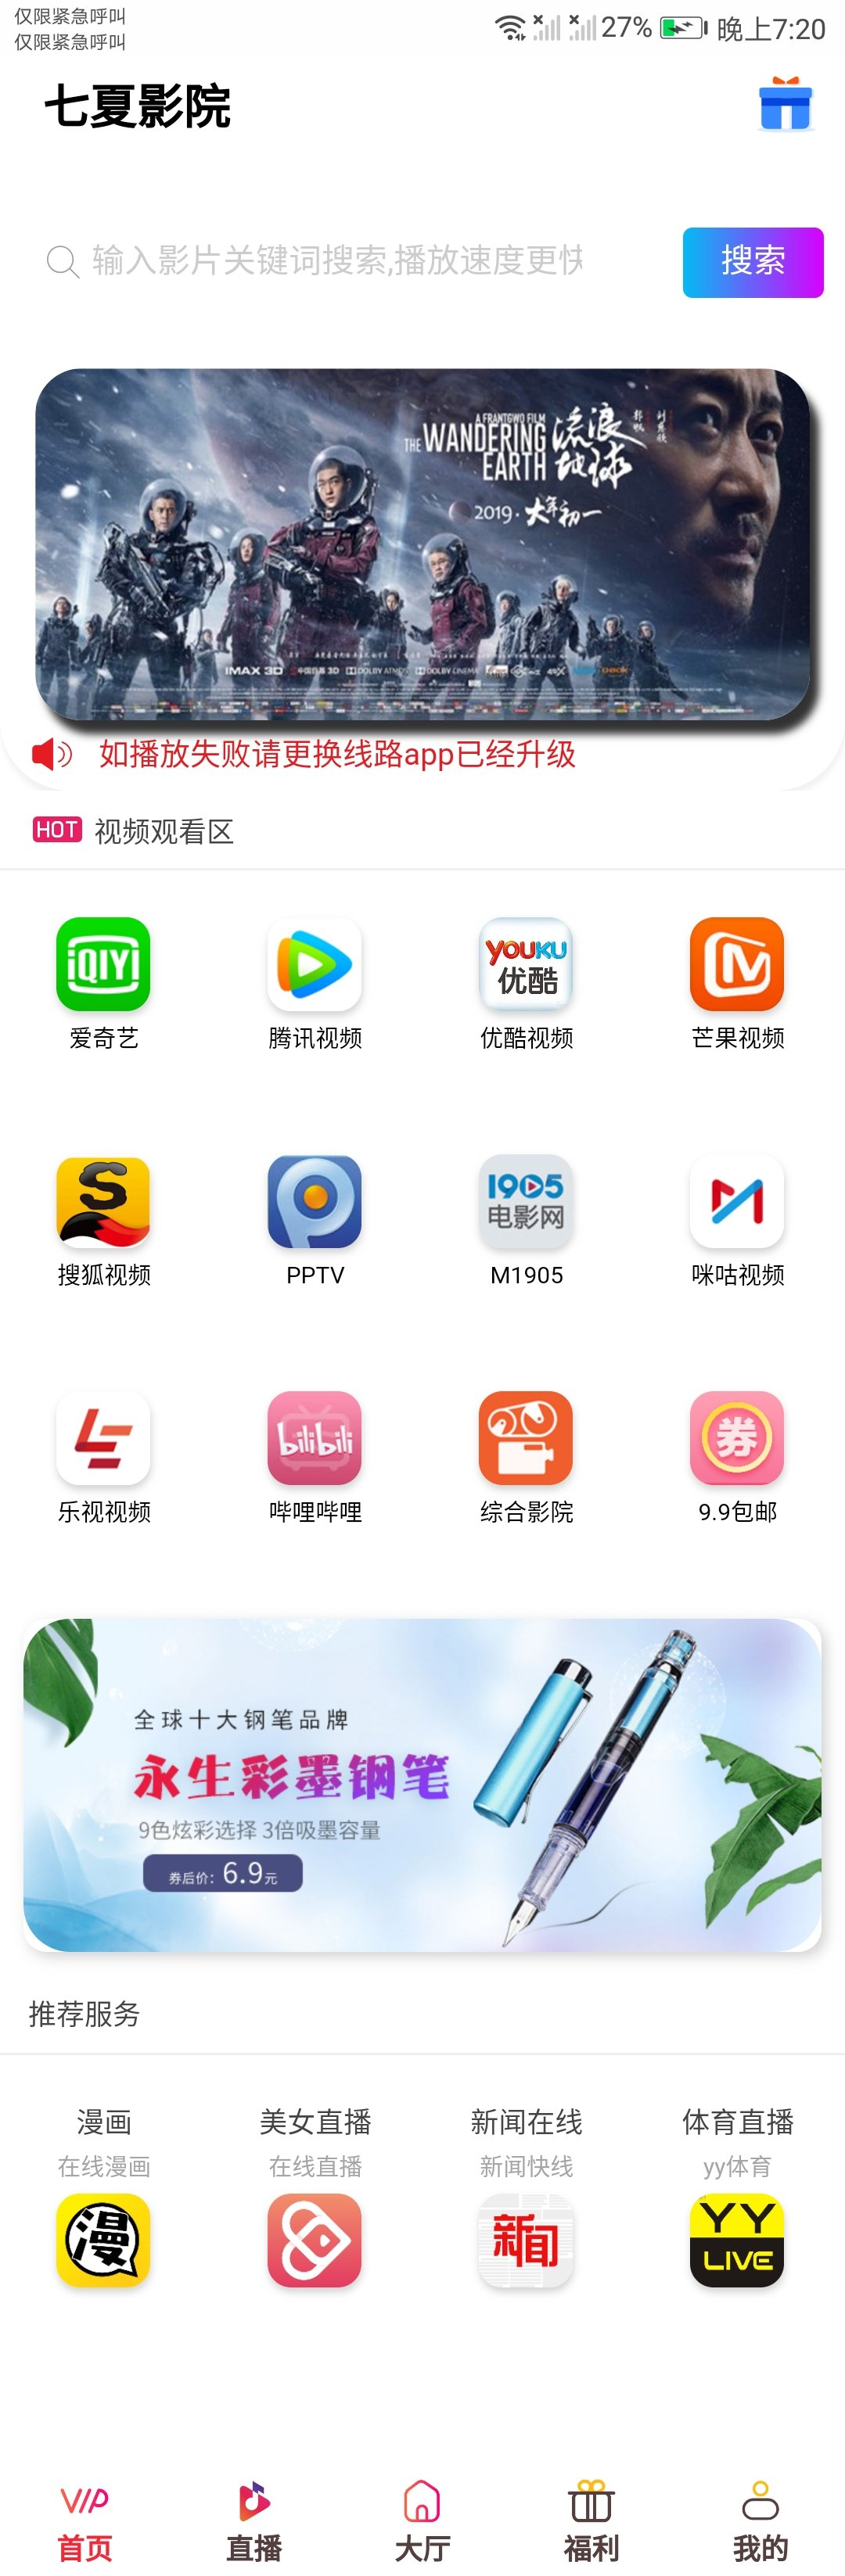 仅限紧急呼叫
仅限紧急呼叫
27% 晚上7:20
七夏影院
输入影片关键词搜索,播放速度更快
搜索
A FRANTGWO FILM
THE WANDERING EARTH
流浪地球
2019·大年初一
IMAX 3D 中国巨幕 3D DOLBY ATMOS DOLBY CINEMA
如播放失败请更换线路app已经升级
HOT 视频观看区
iQIYI
YOUKU
优酷
爱奇艺 腾讯视频 优酷视频 芒果视频
S
1905
电影网
搜狐视频 PPTV M1905 咪咕视频
bilibili
券
乐视视频 哔哩哔哩 综合影院 9.9包邮
全球十大钢笔品牌
永生彩墨钢笔
9色炫彩选择 3倍吸墨容量
券后价: 6.9元
推荐服务
漫画 美女直播 新闻在线 体育直播
在线漫画 在线直播 新闻快线 yy体育
漫 新闻 YY
LIVE
VIP
首页 直播 大厅 福利 我的